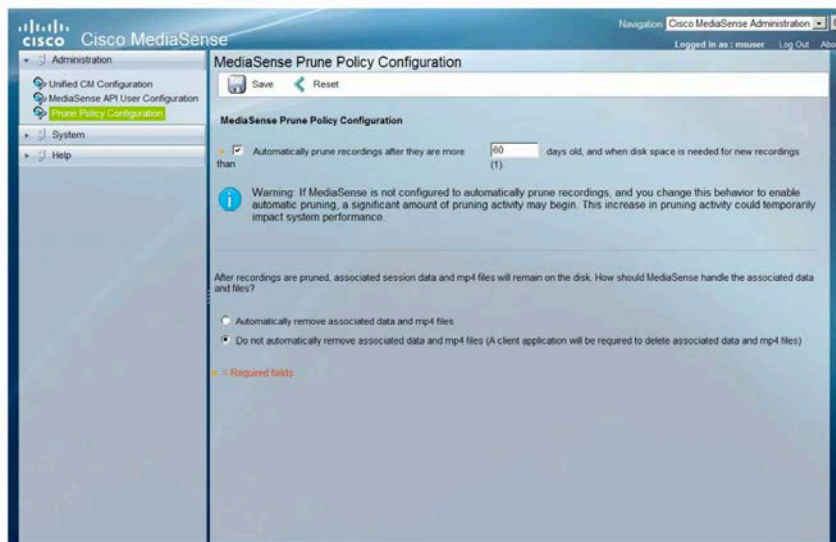 Navigation Cisco MediaSense Administration
cisco Cisco MediaSense
Logged in as : msuser Log Out Abo
Administration
Unified CM Configuration
MediaSense API User Configuration
Prune Policy Configuration
System
Help
MediaSense Prune Policy Configuration
Save Reset
MediaSense Prune Policy Configuration
* Automatically prune recordings after they are more than 60 days old, and when disk space is needed for new recordings
(1).
Warning: If MediaSense is not configured to automatically prune recordings, and you change this behavior to enable
automatic pruning, a significant amount of pruning activity may begin. This increase in pruning activity could temporarily
impact system performance.
After recordings are pruned, associated session data and mp4 files will remain on the disk. How should MediaSense handle the associated data
and files?
Automatically remove associated data and mp4 files
Do not automatically remove associated data and mp4 files (A client application will be required to delete associated data and mp4 files)
* = Required fields